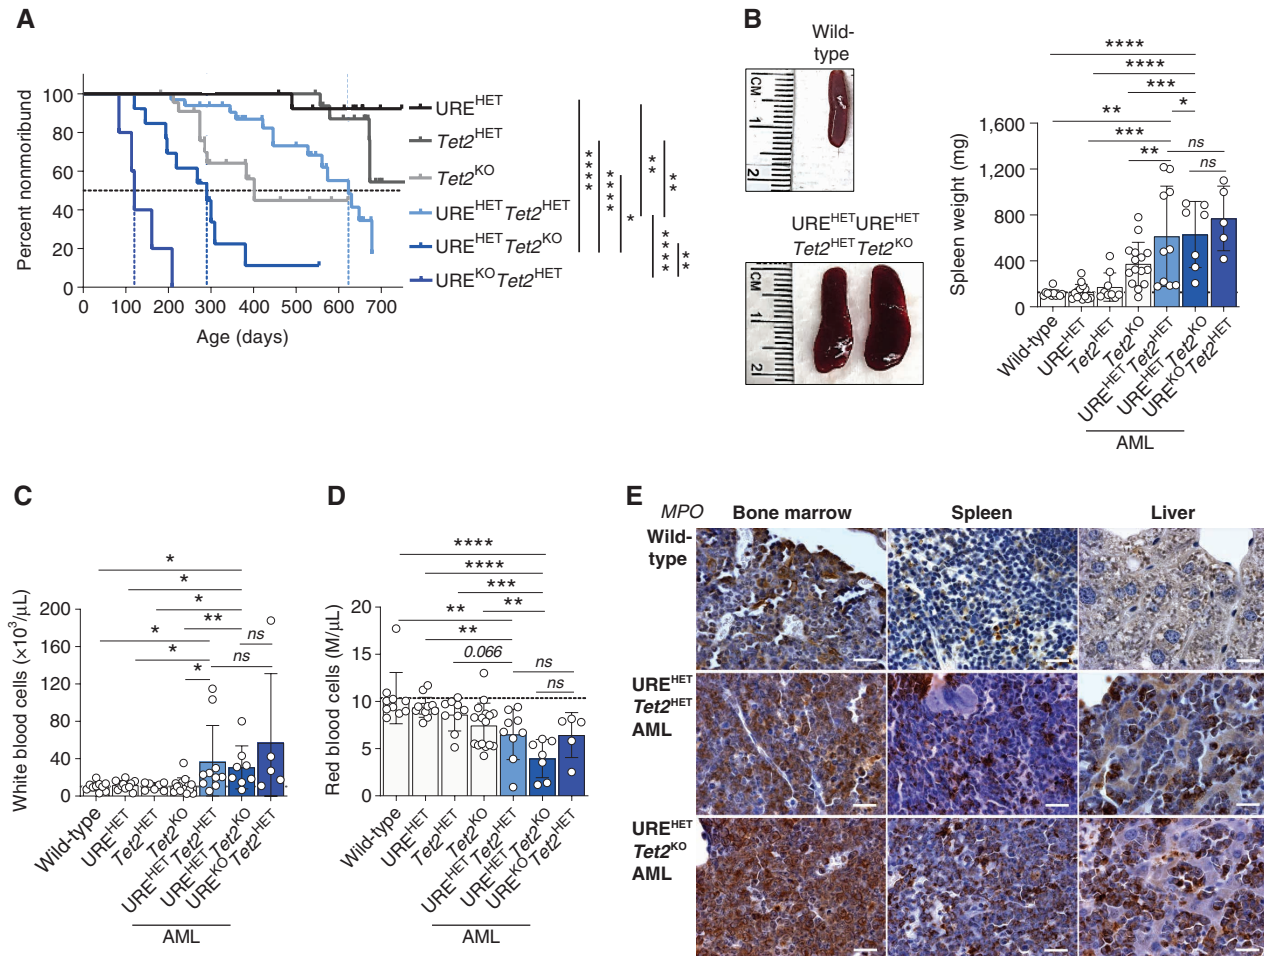 A
Percent nonmoribund
100
80
60
40
20
0
0 100 200 300 400 500 600 700
Age (days)
URE^HET
Tet2^HET
Tet2^KO
URE^HET Tet2^HET
URE^HET Tet2^KO
URE^KO Tet2^HET
****
****
*
**
**
****
**
B
Wild-
type
CM
1
2
URE^HET URE^HET
Tet2^HET Tet2^KO
CM
1
2
****
****
***
** *
*** ns
** ns
Spleen weight (mg)
1,600
1,200
800
400
0
Wild-type
URE^HET
Tet2^HET
Tet2^KO
URE^HET Tet2^HET
URE^HET Tet2^KO
URE^KO Tet2^HET
AML
C
*
*
*
**
* ns
* ns
*
White blood cells (×10³/μL)
200
160
120
80
40
0
Wild-type
URE^HET
Tet2^HET
Tet2^KO
URE^HET Tet2^HET
URE^HET Tet2^KO
URE^KO Tet2^HET
AML
D
****
****
***
** **
**
0.066 ns
ns
Red blood cells (M/μL)
20
15
10
5
0
Wild-type
URE^HET
Tet2^HET
Tet2^KO
URE^HET Tet2^HET
URE^HET Tet2^KO
URE^KO Tet2^HET
AML
E
MPO Bone marrow Spleen Liver
Wild-
type
URE^HET
Tet2^HET
AML
URE^HET
Tet2^KO
AML